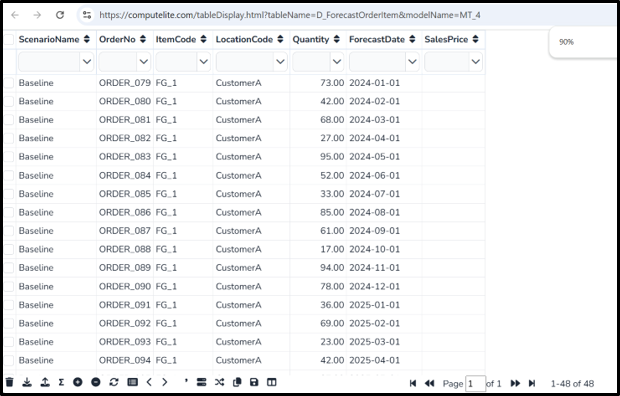 https://computelite.com/tableDisplay.html?tableName=D_ForecastOrderItem&modelName=MT_4
90%
ScenarioName OrderNo ItemCode LocationCode Quantity ForecastDate SalesPrice
Baseline ORDER_079 FG_1 CustomerA 73.00 2024-01-01
Baseline ORDER_080 FG_1 CustomerA 42.00 2024-02-01
Baseline ORDER_081 FG_1 CustomerA 68.00 2024-03-01
Baseline ORDER_082 FG_1 CustomerA 27.00 2024-04-01
Baseline ORDER_083 FG_1 CustomerA 95.00 2024-05-01
Baseline ORDER_084 FG_1 CustomerA 52.00 2024-06-01
Baseline ORDER_085 FG_1 CustomerA 33.00 2024-07-01
Baseline ORDER_086 FG_1 CustomerA 85.00 2024-08-01
Baseline ORDER_087 FG_1 CustomerA 61.00 2024-09-01
Baseline ORDER_088 FG_1 CustomerA 17.00 2024-10-01
Baseline ORDER_089 FG_1 CustomerA 94.00 2024-11-01
Baseline ORDER_090 FG_1 CustomerA 78.00 2024-12-01
Baseline ORDER_091 FG_1 CustomerA 36.00 2025-01-01
Baseline ORDER_092 FG_1 CustomerA 69.00 2025-02-01
Baseline ORDER_093 FG_1 CustomerA 23.00 2025-03-01
Baseline ORDER_094 FG_1 CustomerA 42.00 2025-04-01
Σ Page 1 of 1 1-48 of 48